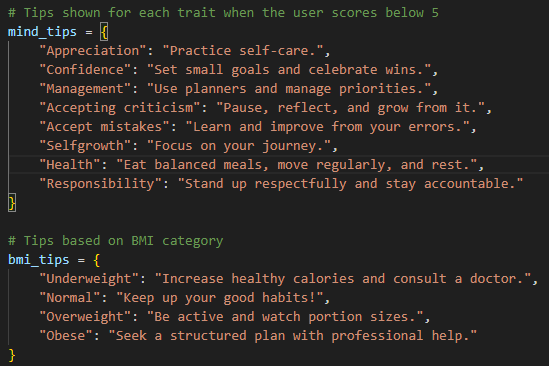 # Tips shown for each trait when the user scores below 5
mind_tips = {
    "Appreciation": "Practice self-care.",
    "Confidence": "Set small goals and celebrate wins.",
    "Management": "Use planners and manage priorities.",
    "Accepting criticism": "Pause, reflect, and grow from it.",
    "Accept mistakes": "Learn and improve from your errors.",
    "Selfgrowth": "Focus on your journey.",
    "Health": "Eat balanced meals, move regularly, and rest.",
    "Responsibility": "Stand up respectfully and stay accountable."
}
# Tips based on BMI category
bmi_tips = {
    "Underweight": "Increase healthy calories and consult a doctor.",
    "Normal": "Keep up your good habits!",
    "Overweight": "Be active and watch portion sizes.",
    "Obese": "Seek a structured plan with professional help."
}